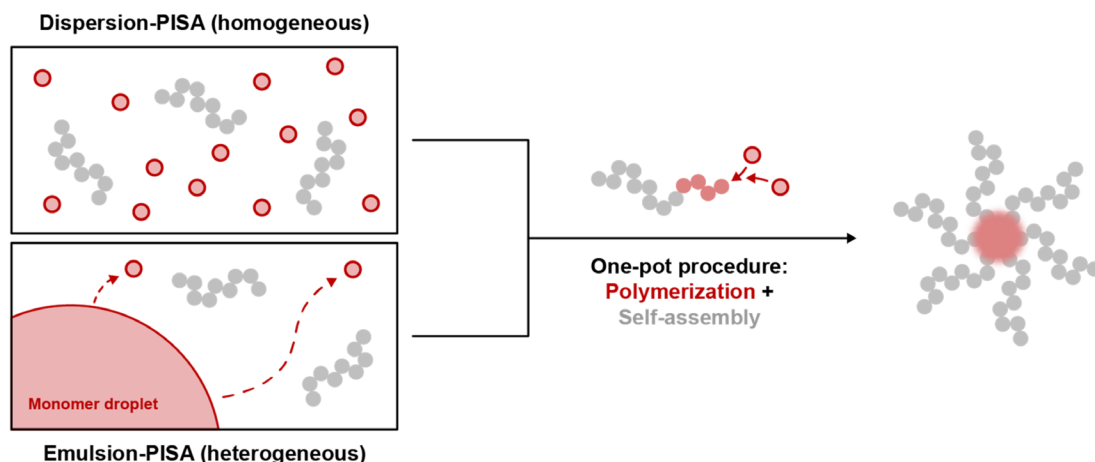 Dispersion-PISA (homogeneous)
One-pot procedure:
Polymerization +
Self-assembly
Monomer droplet
Emulsion-PISA (heterogeneous)